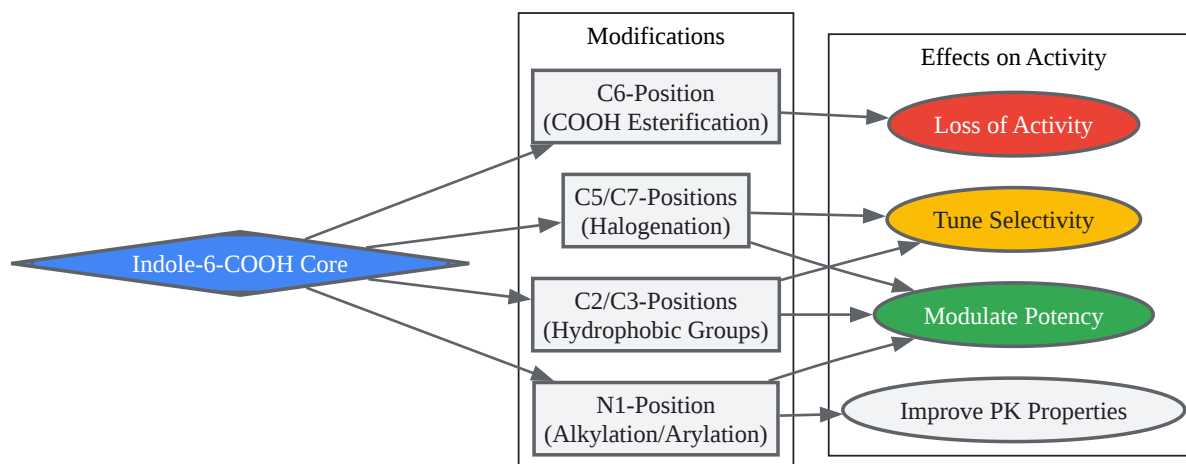 Modifications
Effects on Activity
C6-Position
(COOH Esterification)
Loss of Activity
C5/C7-Positions
(Halogenation)
Tune Selectivity
Indole-6-COOH Core
C2/C3-Positions
(Hydrophobic Groups)
Modulate Potency
N1-Position
(Alkylation/Arylation)
Improve PK Properties